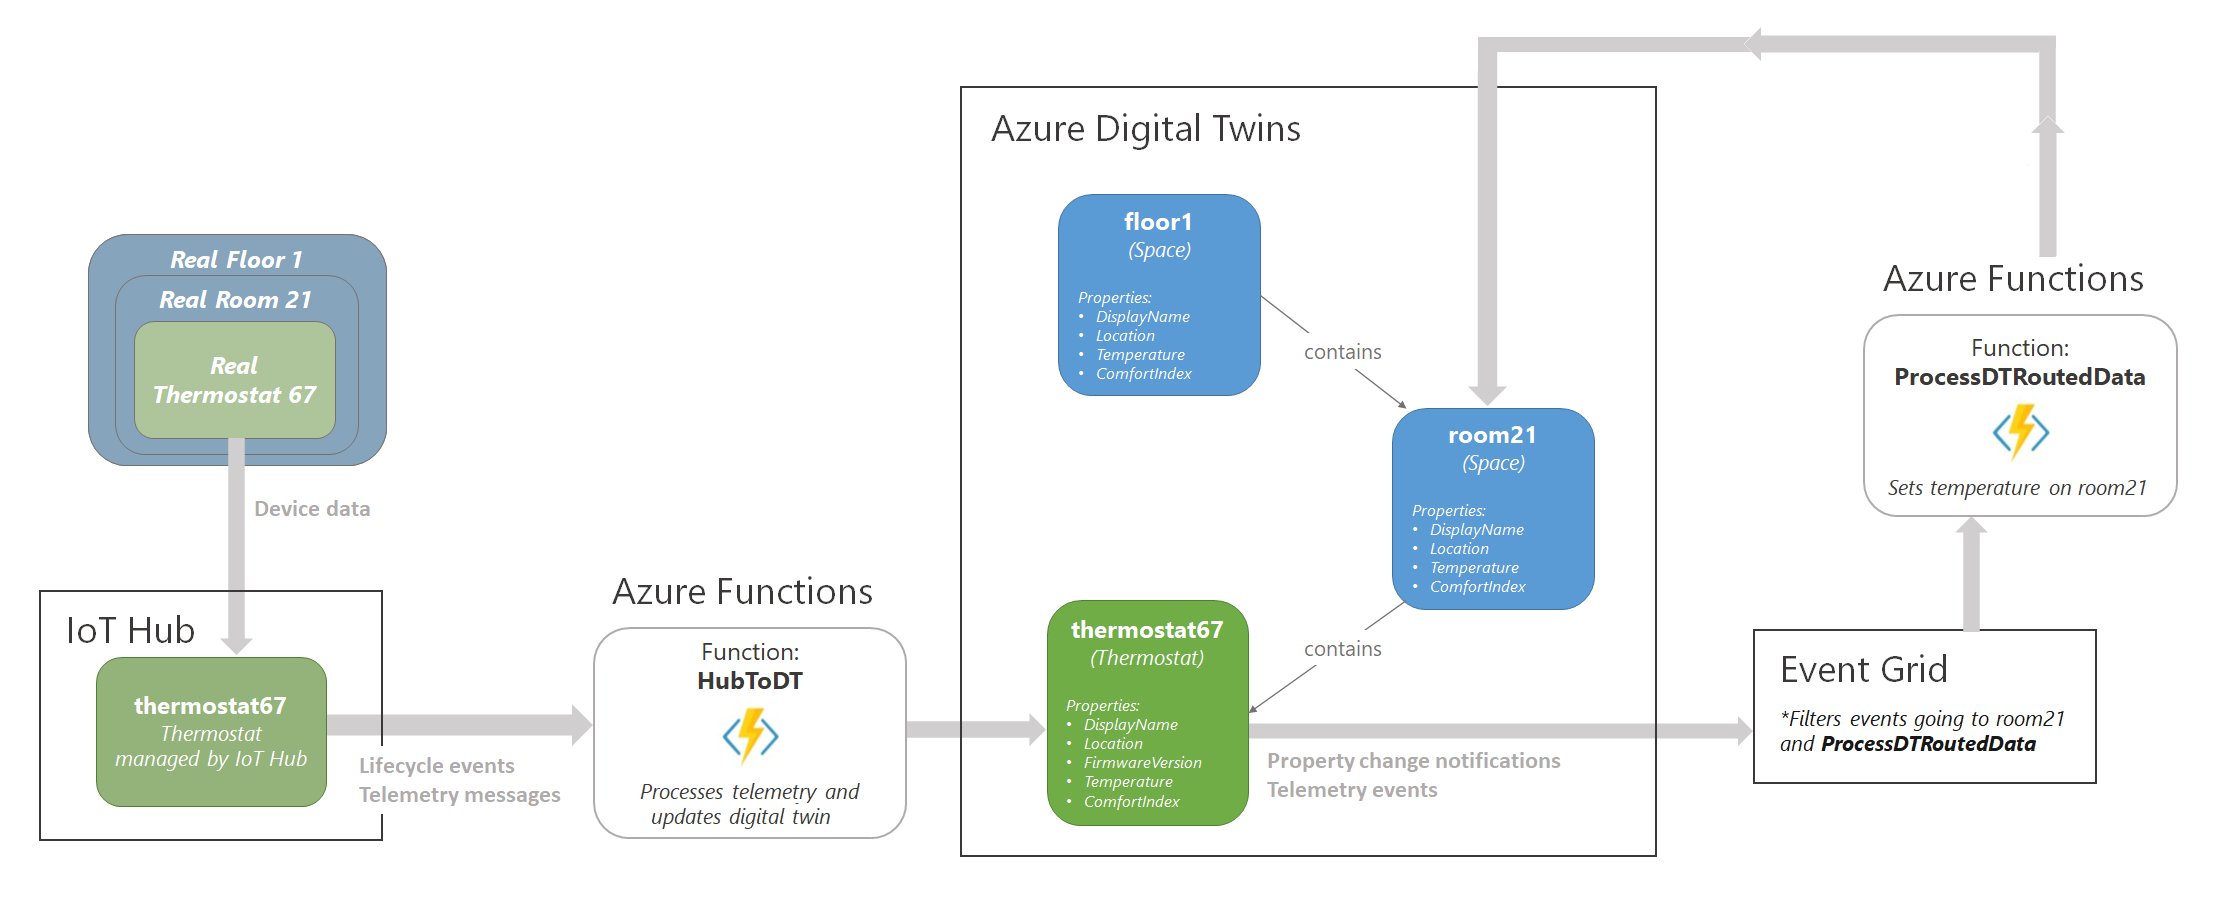 Real Floor 1
Real Room 21
Real
Thermostat 67
Device data
IoT Hub
thermostat67
Thermostat
managed by IoT Hub
Lifecycle events
Telemetry messages
Azure Functions
Function:
HubToDT
Processes telemetry and
updates digital twin
Azure Digital Twins
floor1
(Space)
Properties:
• DisplayName
• Location
• Temperature
• ComfortIndex
contains
room21
(Space)
Properties:
• DisplayName
• Location
• Temperature
• ComfortIndex
contains
thermostat67
(Thermostat)
Properties:
• DisplayName
• Location
• FirmwareVersion
• Temperature
• ComfortIndex
Property change notifications
Telemetry events
Event Grid
*Filters events going to room21
and ProcessDTRoutedData
Azure Functions
Function:
ProcessDTRoutedData
Sets temperature on room21